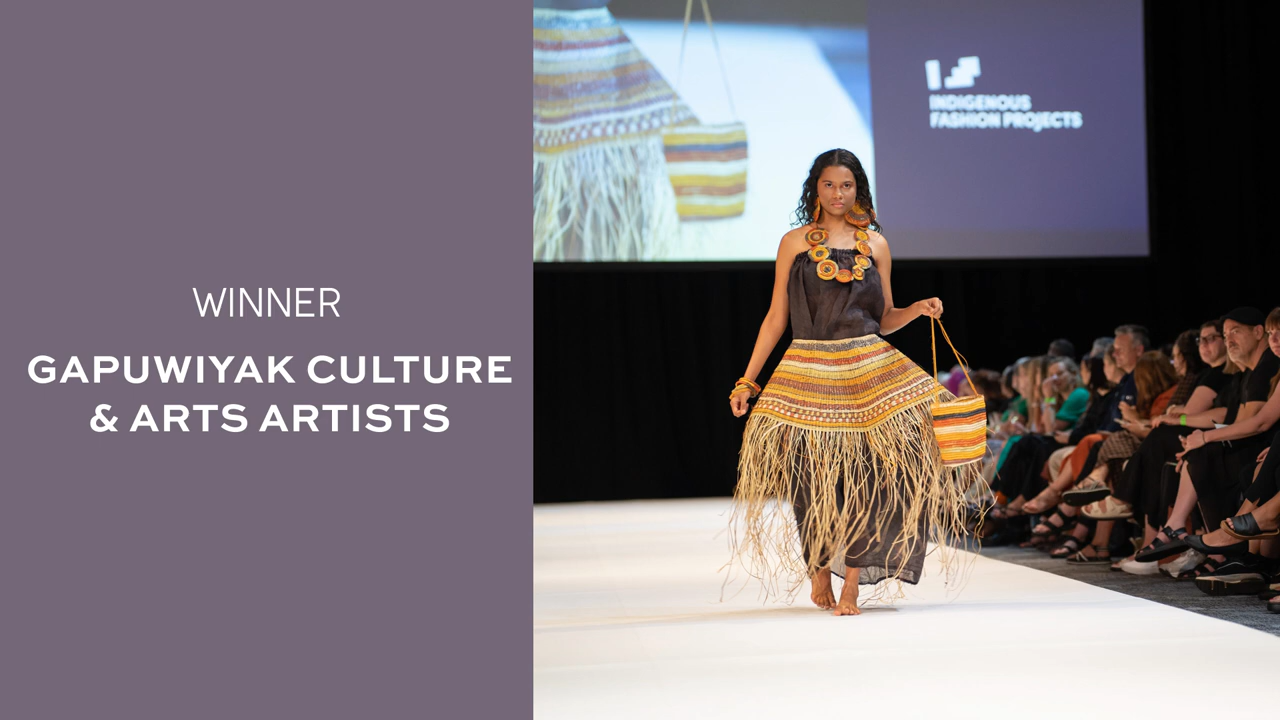 WINNER
GAPUWIYAK CULTURE
& ARTS ARTISTS
INDIGENOUS
FASHION PROJECTS